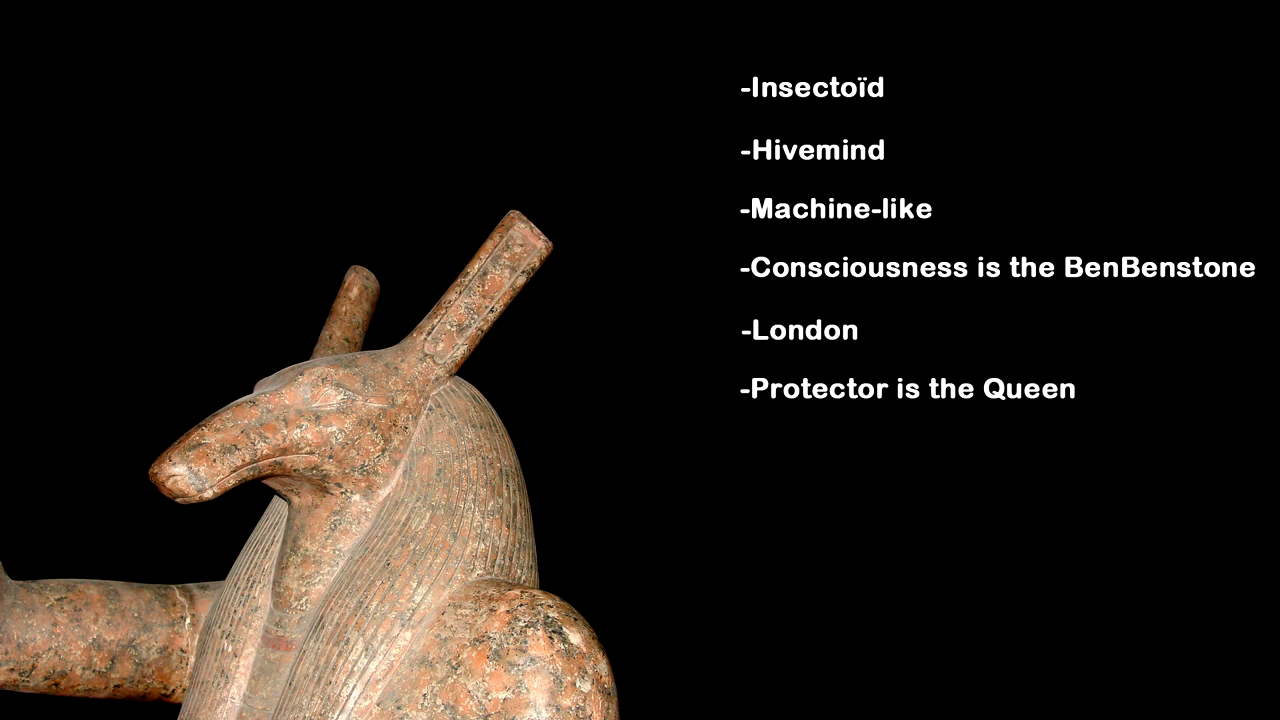 -Insectoïd
-Hivemind
-Machine-like
-Consciousness is the BenBenstone
-London
-Protector is the Queen